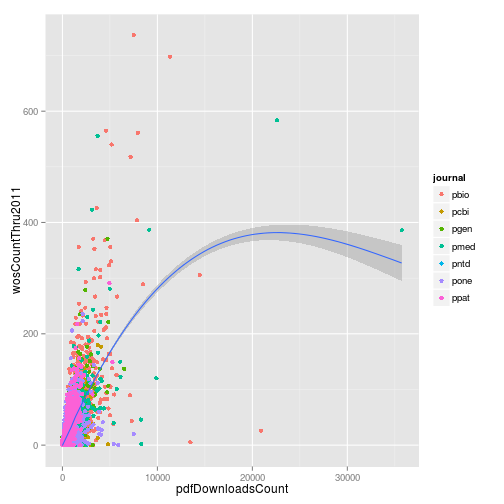 wosCountThru2011
600
400
200
0
0
10000
20000
30000
pdfDownloadsCount
journal
pbio
pcbi
pgen
pmed
pntd
pone
ppat